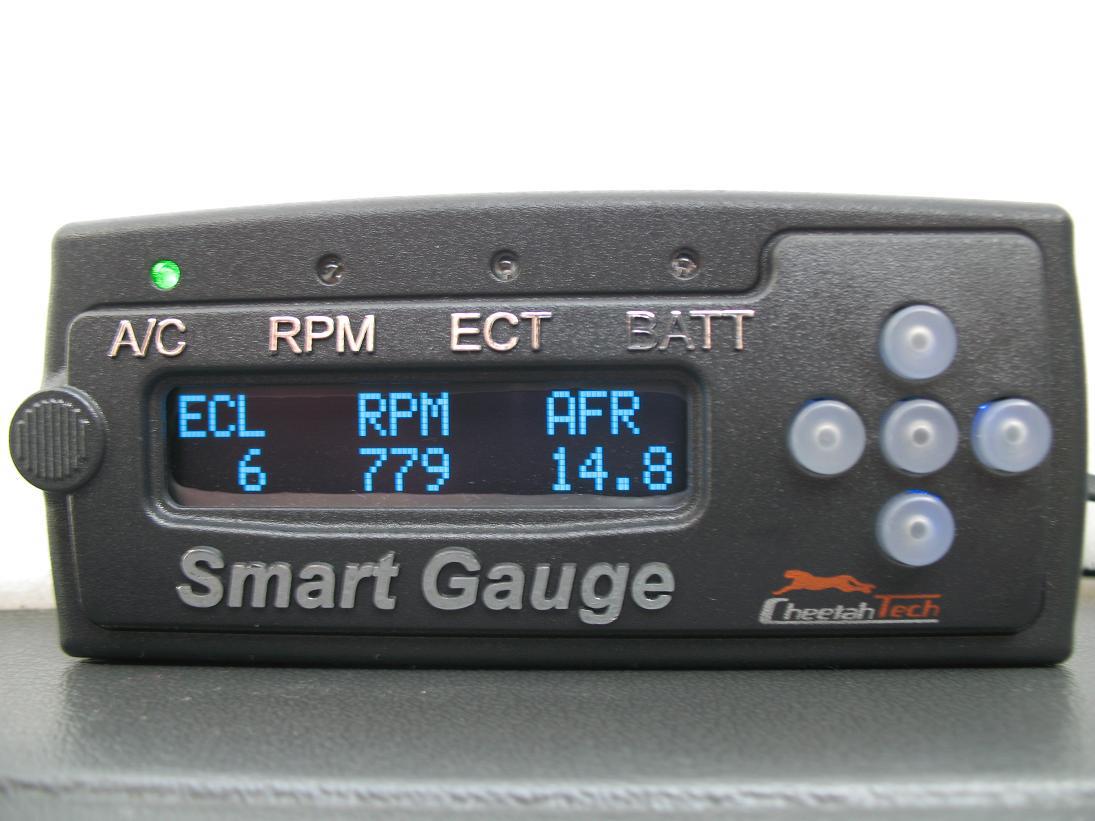 A/C RPM ECT BATT
ECL RPM AFR
6 779 14.8
Smart Gauge
CheetahTech